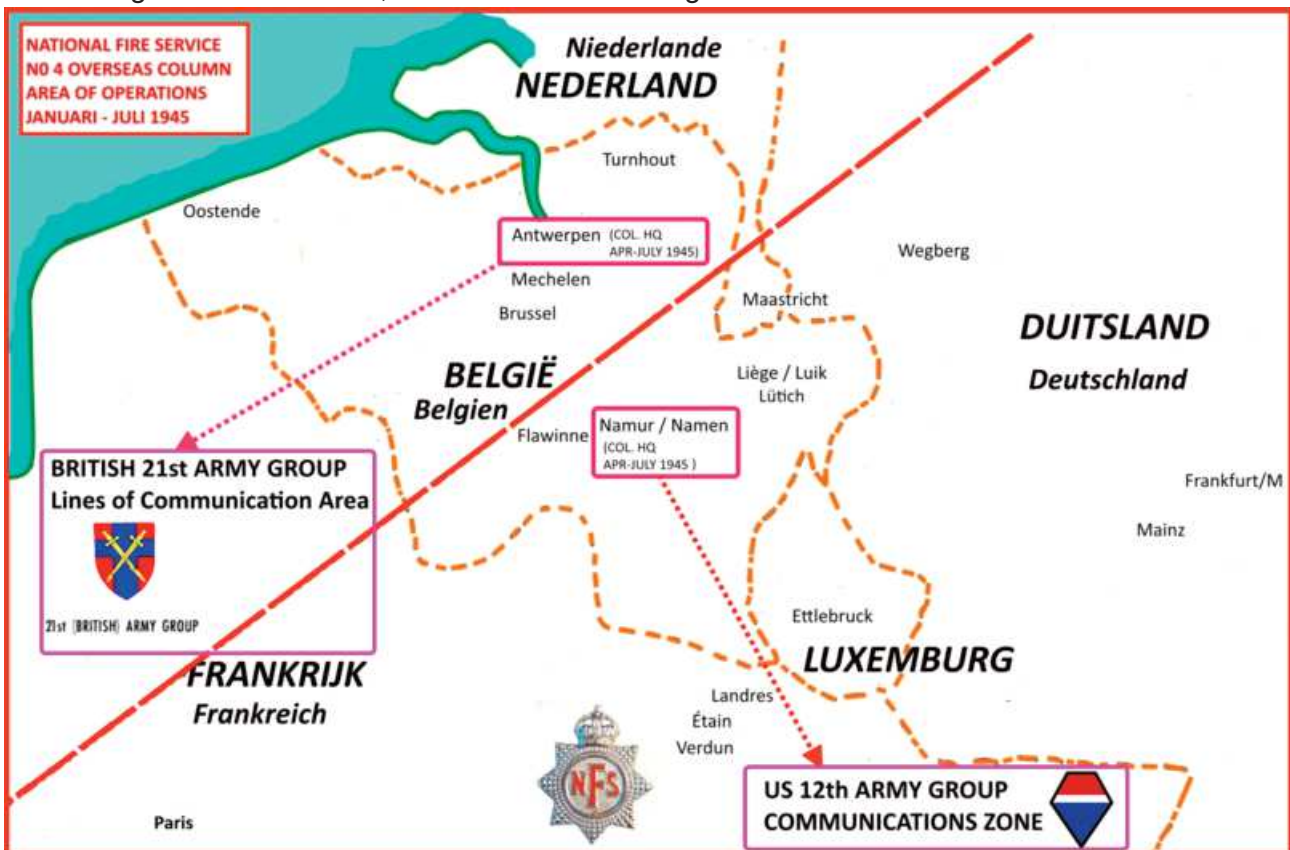 NATIONAL FIRE SERVICE
N0 4 OVERSEAS COLUMN
AREA OF OPERATIONS
JANUARI - JULI 1945
Niederlande
NEDERLAND
Turnhout
Oostende
Antwerpen (COL. HQ
APR-JULY 1945)
Wegberg
Mechelen
Maastricht
Brussel
DUITSLAND
Deutschland
BELGIË
Belgien
Liège / Luik
Lütich
Flawinne
Namur / Namen
(COL. HQ
APR-JULY 1945 )
BRITISH 21st ARMY GROUP
Lines of Communication Area
21st (BRITISH) ARMY GROUP
Frankfurt/M
Mainz
Ettlebruck
LUXEMBURG
FRANKRIJK
Frankreich
Landres
Étain
Verdun
NFS
US 12th ARMY GROUP
COMMUNICATIONS ZONE
Paris